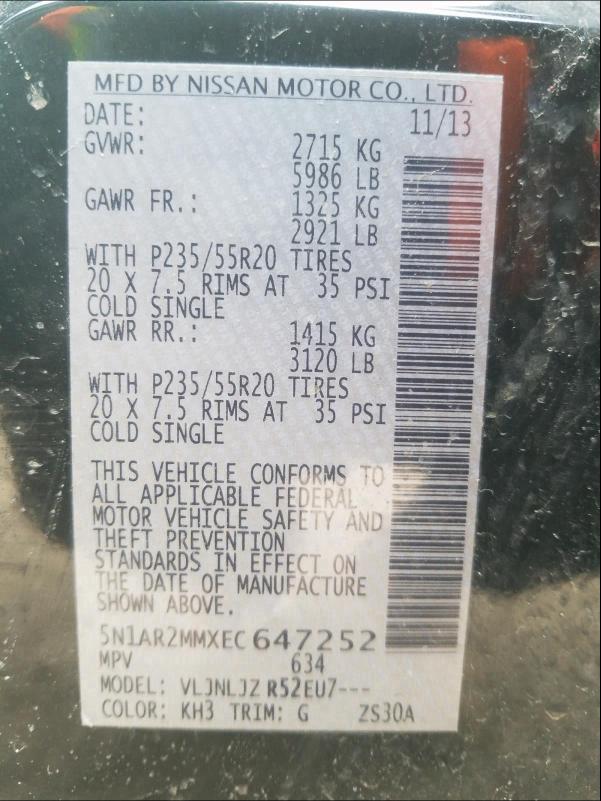 MFD BY NISSAN MOTOR CO., LTD.
DATE: 11/13
GVWR: 2715 KG
5986 LB
GAWR FR.: 1325 KG
2921 LB
WITH P235/55R20 TIRES
20 X 7.5 RIMS AT 35 PSI
COLD SINGLE
GAWR RR.: 1415 KG
3120 LB
WITH P235/55R20 TIRES
20 X 7.5 RIMS AT 35 PSI
COLD SINGLE
THIS VEHICLE CONFORMS TO
ALL APPLICABLE FEDERAL
MOTOR VEHICLE SAFETY AND
THEFT PREVENTION
STANDARDS IN EFFECT ON
THE DATE OF MANUFACTURE
SHOWN ABOVE.
5N1AR2MMXEC647252
MPV 634
MODEL: VLJNLJZ R52EU7---
COLOR: KH3 TRIM: G ZS30A